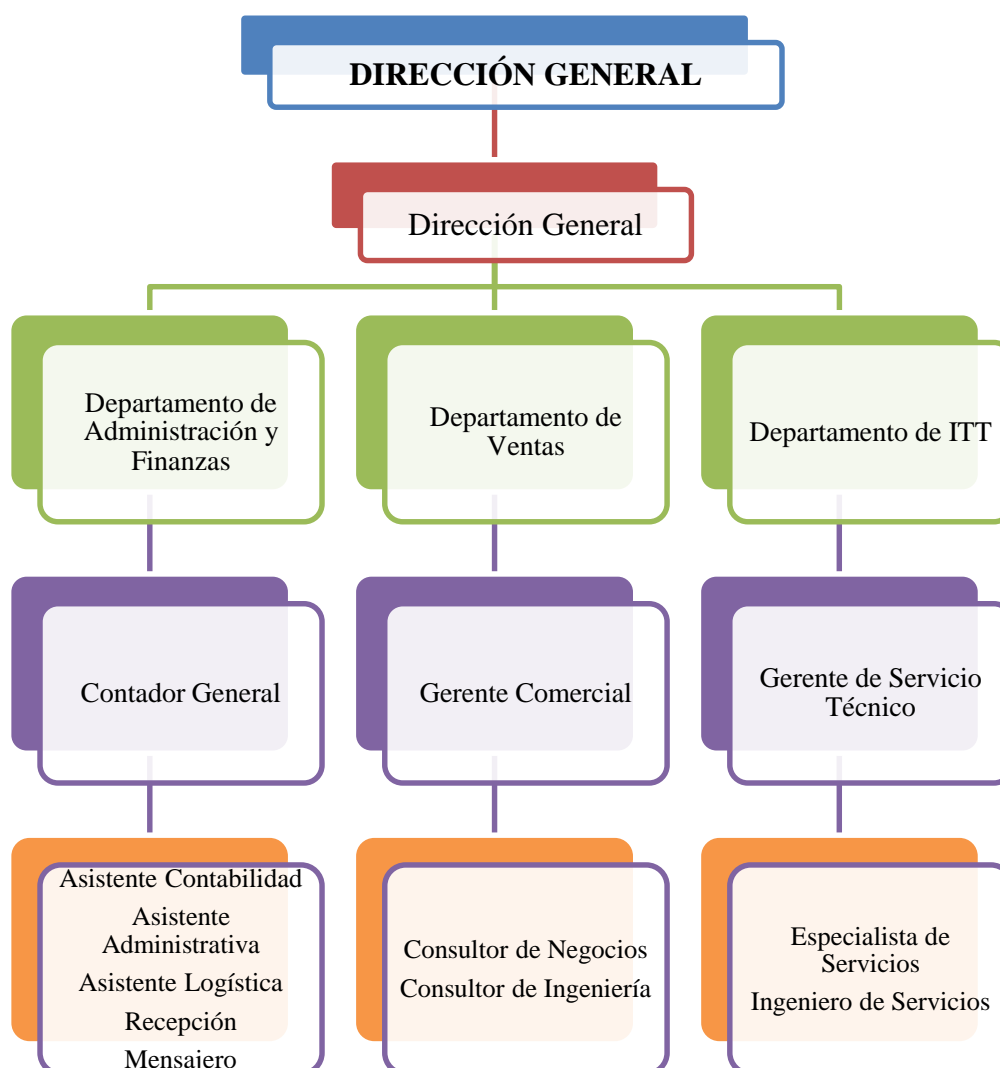 DIRECCIÓN GENERAL
Dirección General
Departamento de
Administración y
Finanzas
Departamento de
Ventas
Departamento de ITT
Contador General
Gerente Comercial
Gerente de Servicio
Técnico
Asistente Contabilidad
Asistente
Administrativa
Asistente Logística
Recepción
Mensajero
Consultor de Negocios
Consultor de Ingeniería
Especialista de
Servicios
Ingeniero de Servicios